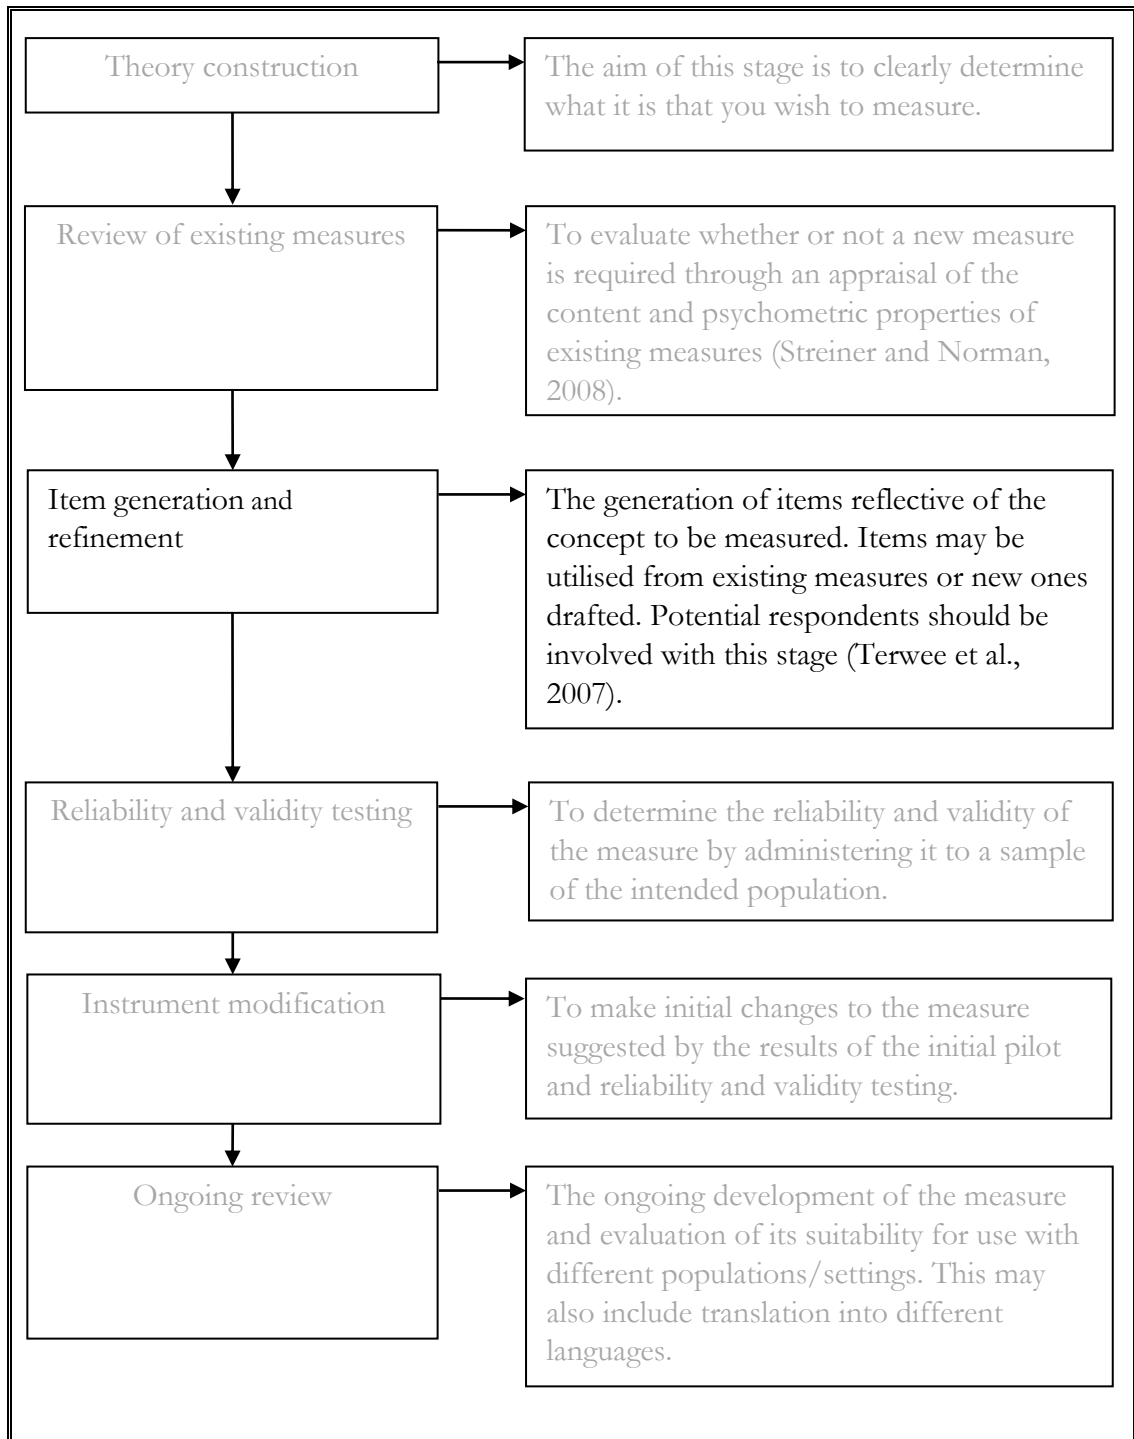 Theory construction
The aim of this stage is to clearly determine
what it is that you wish to measure.
Review of existing measures
To evaluate whether or not a new measure
is required through an appraisal of the
content and psychometric properties of
existing measures (Streiner and Norman,
2008).
Item generation and
refinement
The generation of items reflective of the
concept to be measured. Items may be
utilised from existing measures or new ones
drafted. Potential respondents should be
involved with this stage (Terwee et al.,
2007).
Reliability and validity testing
To determine the reliability and validity of
the measure by administering it to a sample
of the intended population.
Instrument modification
To make initial changes to the measure
suggested by the results of the initial pilot
and reliability and validity testing.
Ongoing review
The ongoing development of the measure
and evaluation of its suitability for use with
different populations/settings. This may
also include translation into different
languages.